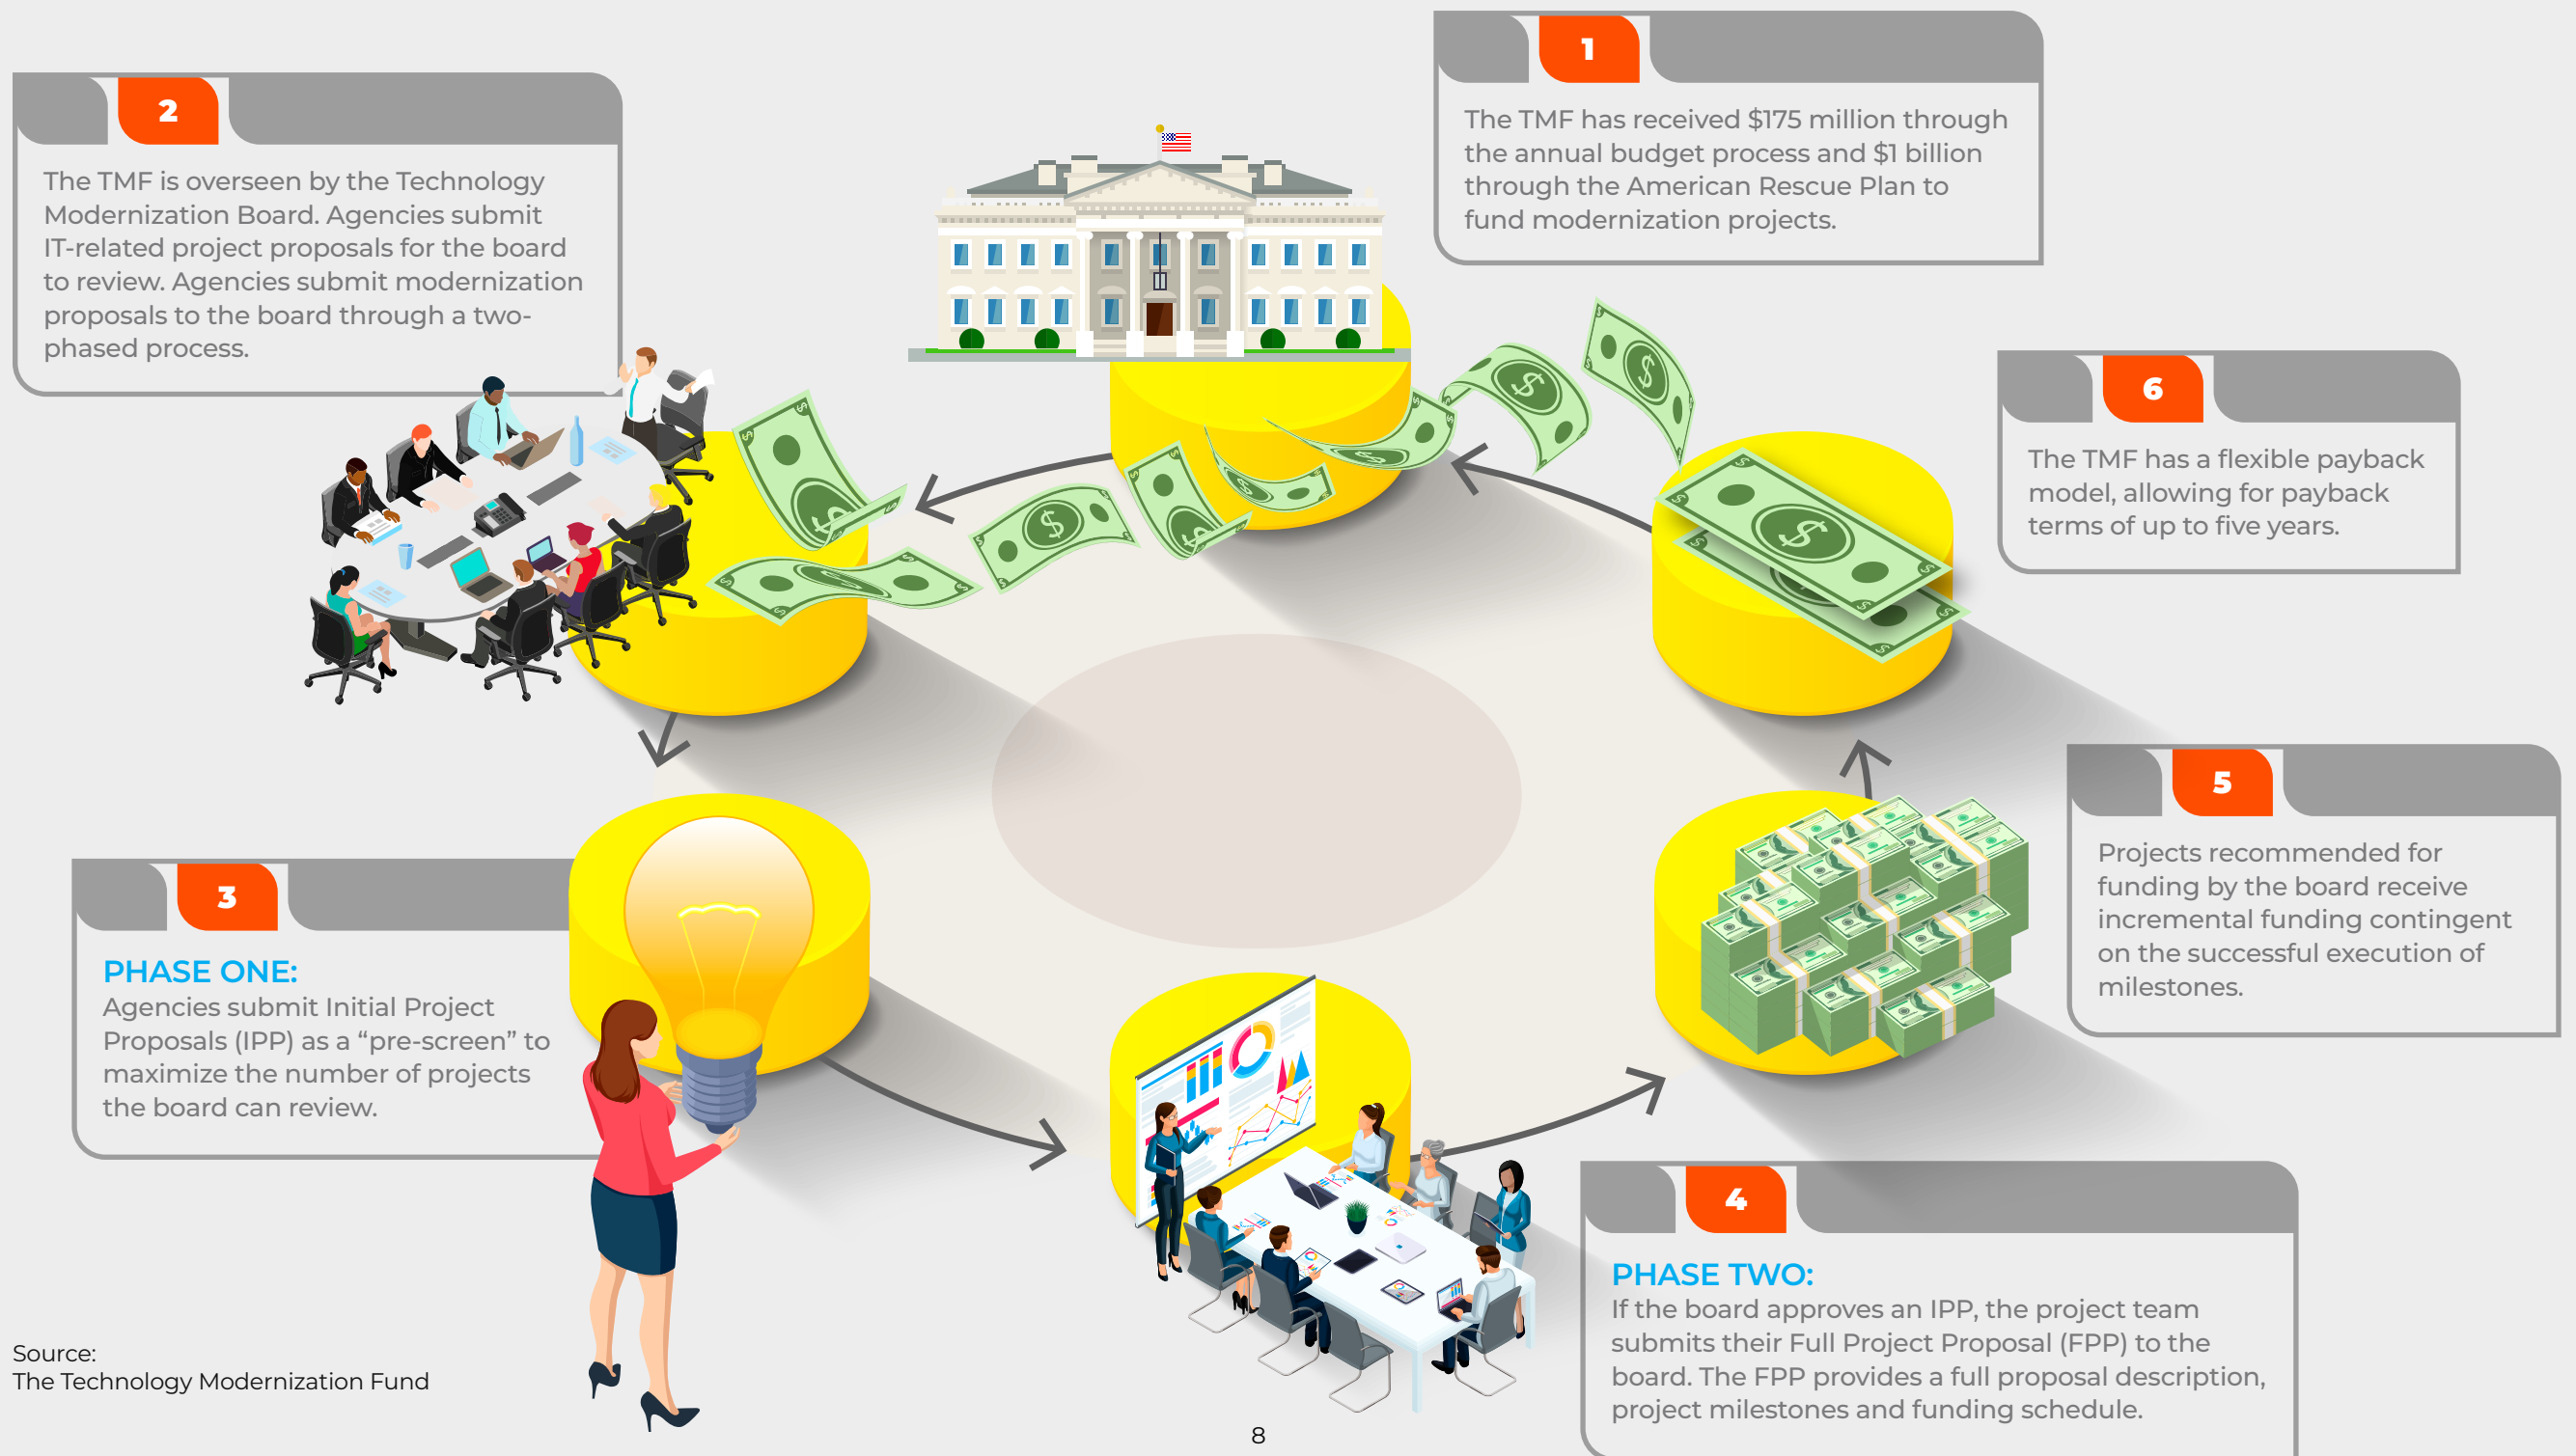 1
The TMF has received $175 million through
the annual budget process and $1 billion
through the American Rescue Plan to
fund modernization projects.
2
The TMF is overseen by the Technology
Modernization Board. Agencies submit
IT-related project proposals for the board
to review. Agencies submit modernization
proposals to the board through a two-
phased process.
3
PHASE ONE:
Agencies submit Initial Project
Proposals (IPP) as a “pre-screen” to
maximize the number of projects
the board can review.
4
PHASE TWO:
If the board approves an IPP, the project team
submits their Full Project Proposal (FPP) to the
board. The FPP provides a full proposal description,
project milestones and funding schedule.
5
Projects recommended for
funding by the board receive
incremental funding contingent
on the successful execution of
milestones.
6
The TMF has a flexible payback
model, allowing for payback
terms of up to five years.
Source:
The Technology Modernization Fund
8